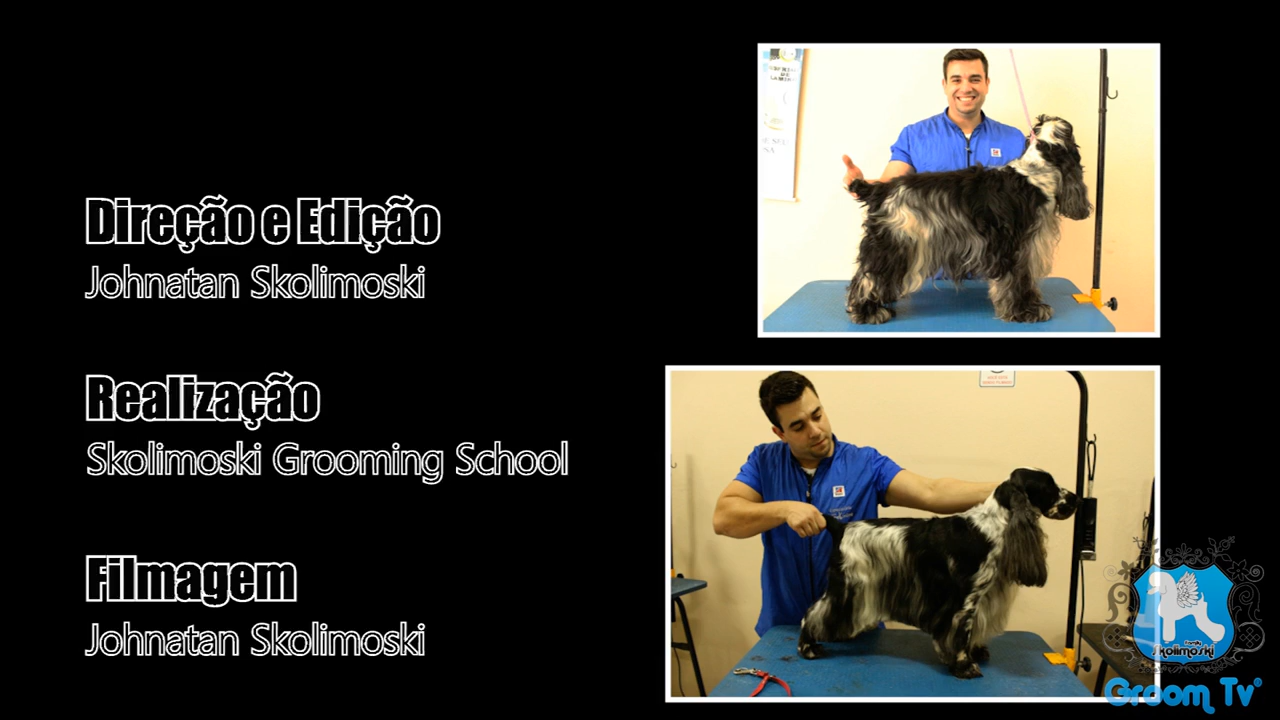 Direção e Edição
Johnatan Skolimoski
Realização
Skolimoski Grooming School
Filmagem
Johnatan Skolimoski
Skolimoski
Groom Tv